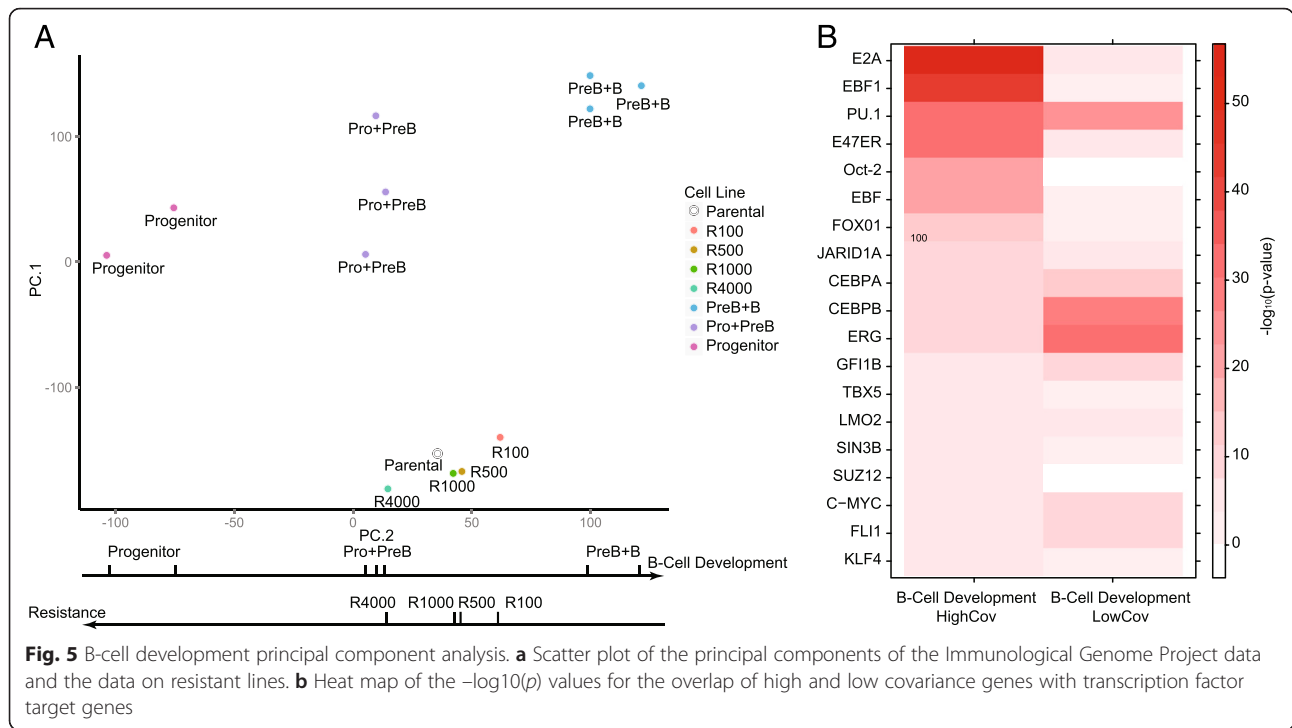 A
PC.1
100
0
-100
PreB+B
PreB+B
PreB+B
Pro+PreB
Pro+PreB
Pro+PreB
Progenitor
Progenitor
R100
Parental
R500
R1000
R4000
-100 -50 0 50 100
PC.2
Cell Line
Parental
R100
R500
R1000
R4000
PreB+B
Pro+PreB
Progenitor
Progenitor Pro+PreB PreB+B
B-Cell Development
R4000 R1000 R500 R100
Resistance
B
E2A
EBF1
PU.1
E47ER
Oct-2
EBF
FOX01
100
JARID1A
CEBPA
CEBPB
ERG
GFI1B
TBX5
LMO2
SIN3B
SUZ12
C−MYC
FLI1
KLF4
B-Cell Development
HighCov
B-Cell Development
LowCov
50
40
30
20
10
0
-log₁₀(p-value)
Fig. 5 B-cell development principal component analysis. a Scatter plot of the principal components of the Immunological Genome Project data
and the data on resistant lines. b Heat map of the –log10(p) values for the overlap of high and low covariance genes with transcription factor
target genes